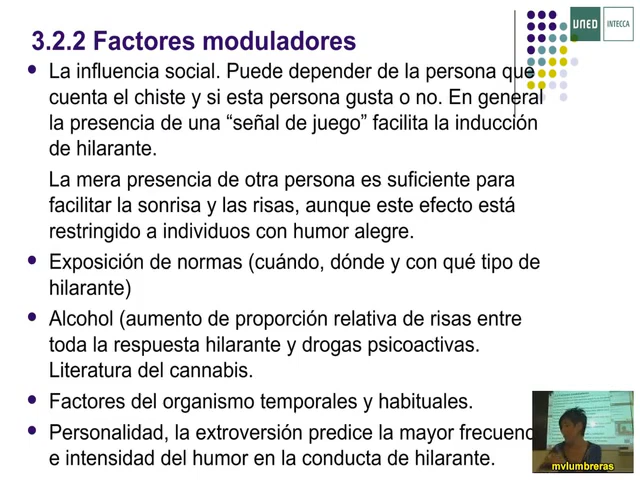 3.2.2 Factores moduladores
UNED
INTECCA
La influencia social. Puede depender de la persona que
cuenta el chiste y si esta persona gusta o no. En general
la presencia de una “señal de juego” facilita la inducción
de hilarante.
La mera presencia de otra persona es suficiente para
facilitar la sonrisa y las risas, aunque este efecto está
restringido a individuos con humor alegre.
Exposición de normas (cuándo, dónde y con qué tipo de
hilarante)
Alcohol (aumento de proporción relativa de risas entre
toda la respuesta hilarante y drogas psicoactivas.
Literatura del cannabis.
Factores del organismo temporales y habituales.
Personalidad, la extroversión predice la mayor frecuenc
e intensidad del humor en la conducta de hilarante.
mvlumbreras